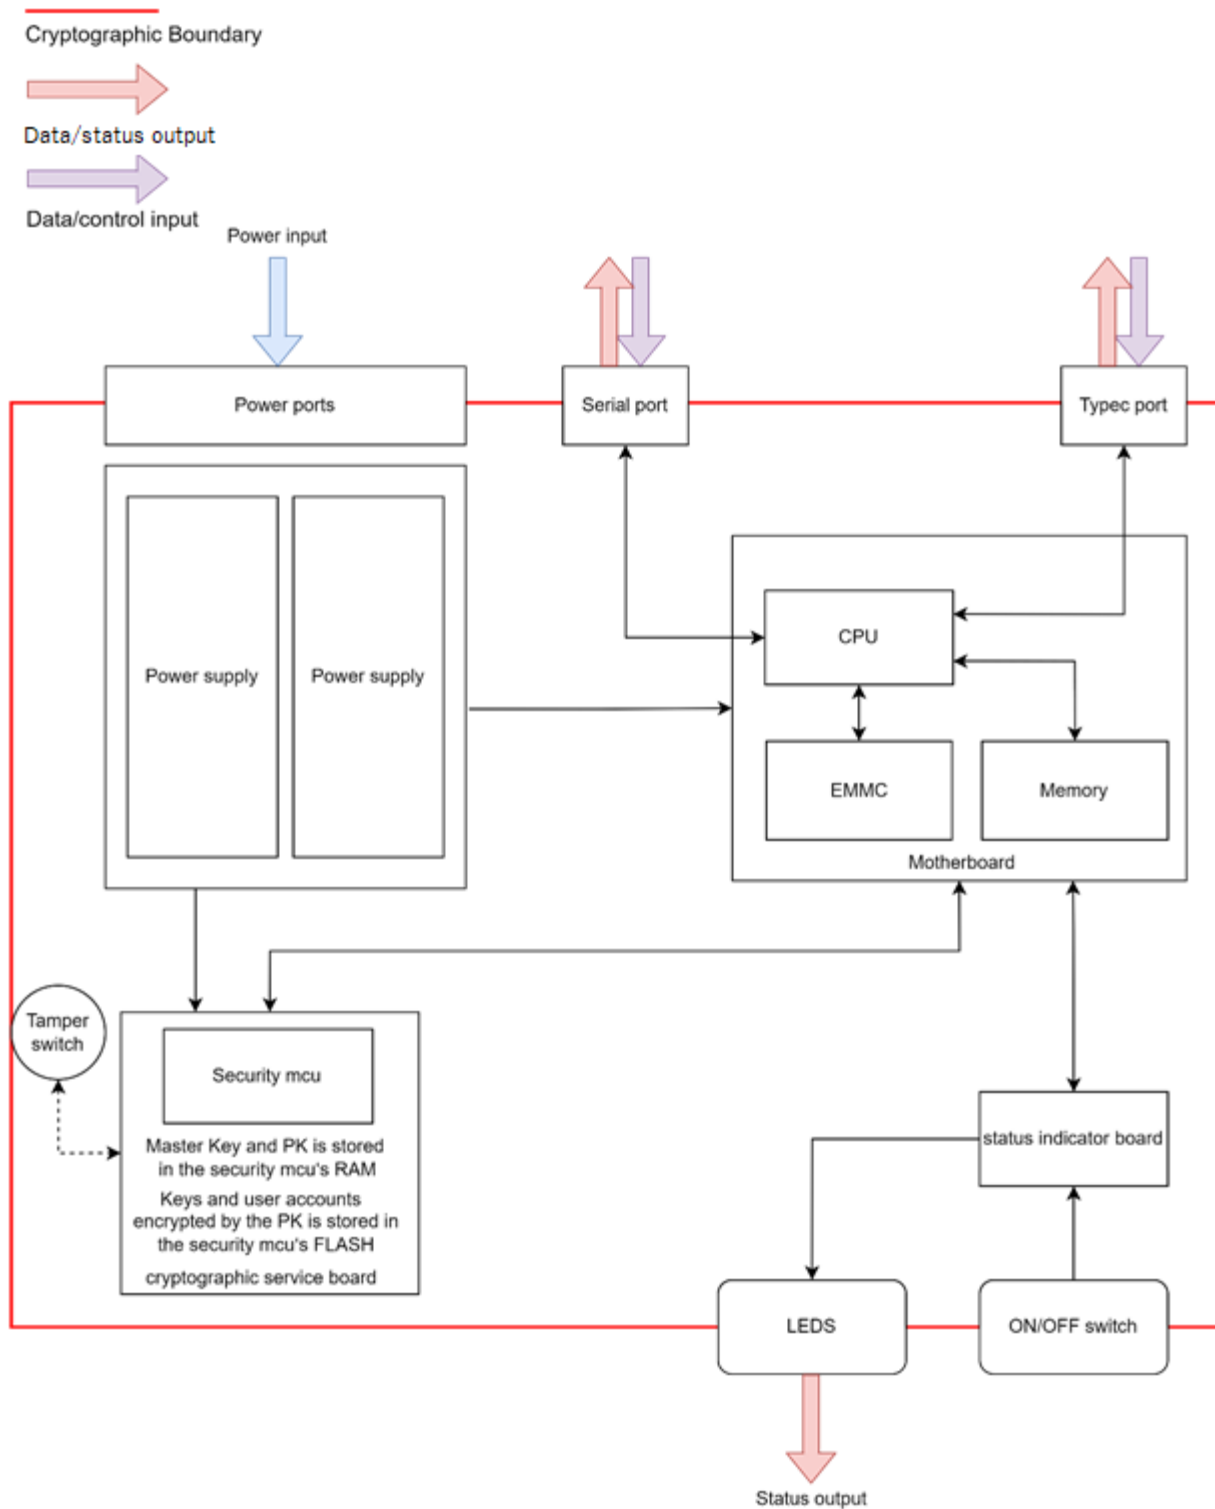 Cryptographic Boundary
Data/status output
Data/control input
Power input
Power ports
Serial port
Typec port
Power supply
Power supply
CPU
EMMC
Memory
Motherboard
Tamper
switch
Security mcu
Master Key and PK is stored
in the security mcu's RAM
Keys and user accounts
encrypted by the PK is stored in
the security mcu's FLASH
cryptographic service board
status indicator board
LEDS
ON/OFF switch
Status output